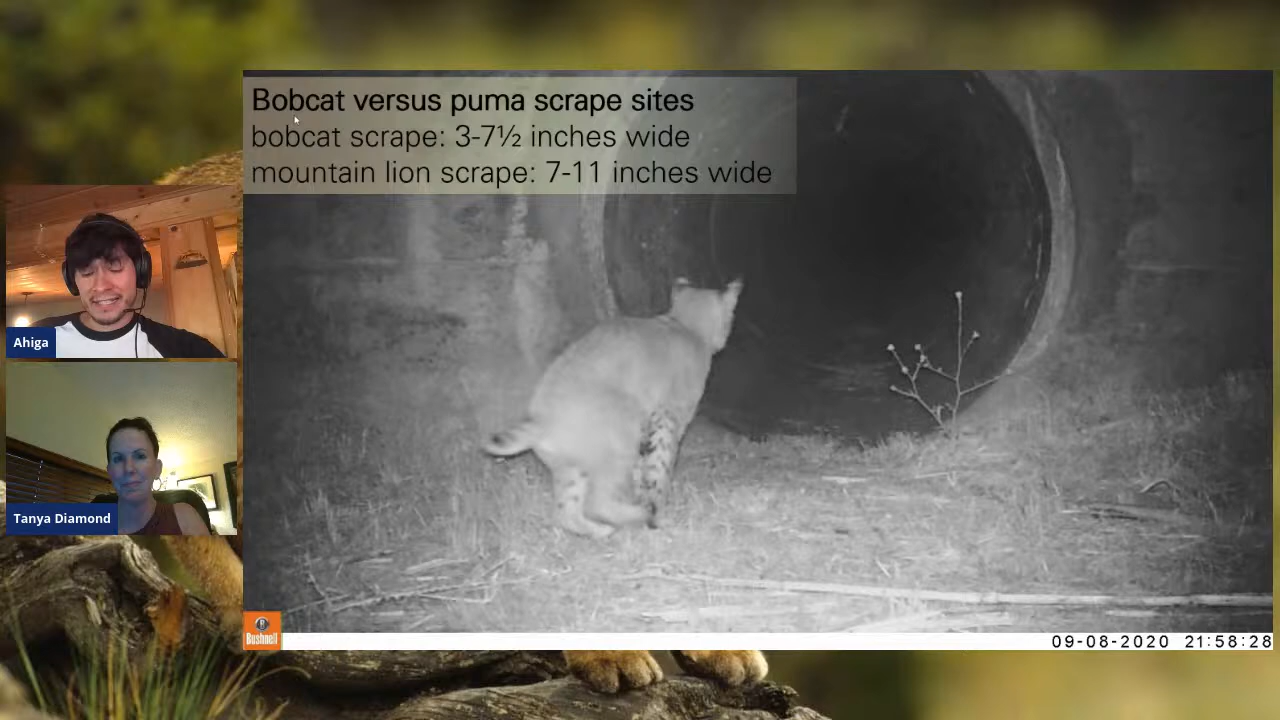 Bobcat versus puma scrape sites
bobcat scrape: 3-7½ inches wide
mountain lion scrape: 7-11 inches wide
Ahiga
Tanya Diamond
Bushnell
09-08-2020 21:58:28